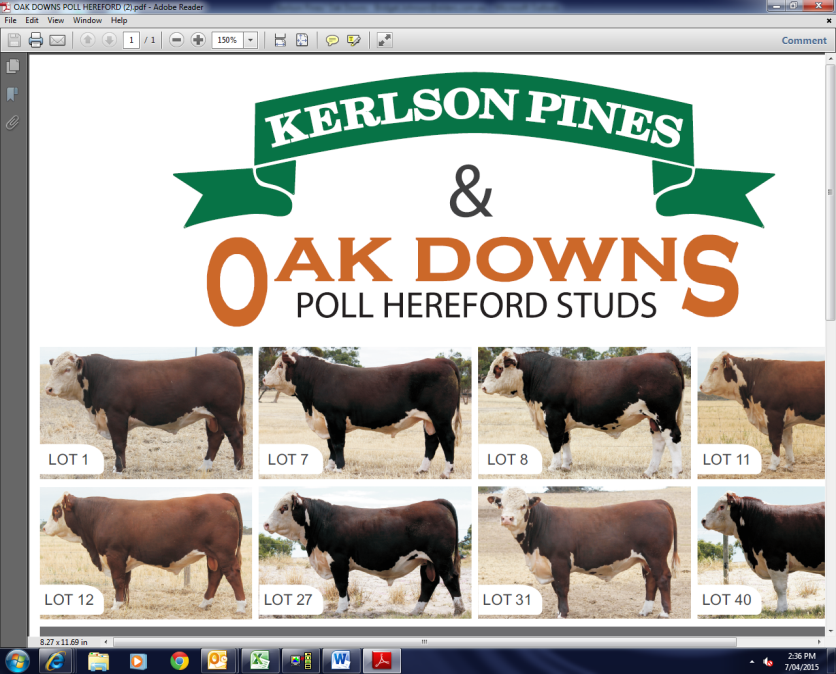 OAK DOWNS POLL HEREFORD (2).pdf - Adobe Reader
File Edit View Window Help
1 / 1 150% Comment
KERLSON PINES
&
OAK DOWNS
POLL HEREFORD STUDS
LOT 1 LOT 7 LOT 8 LOT 11
LOT 12 LOT 27 LOT 31 LOT 40
8.27 x 11.69 in
2:36 PM
7/04/2015